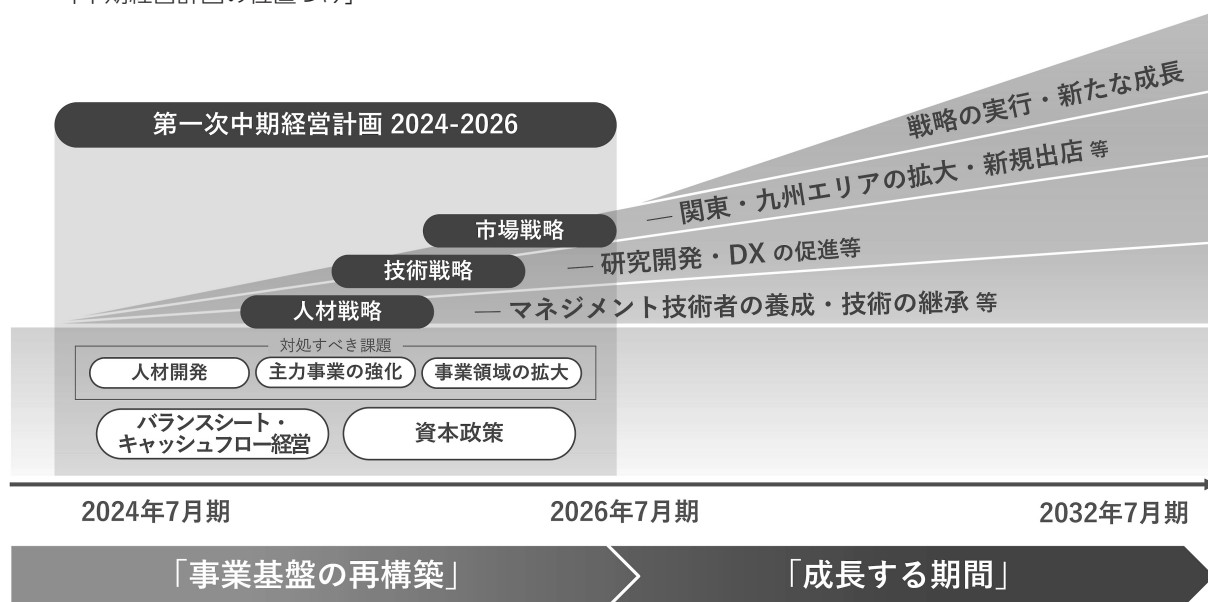 第一次中期経営計画 2024-2026
戦略の実行・新たな成長
市場戦略
― 関東・九州エリアの拡大・新規出店 等
技術戦略
― 研究開発・DX の促進等
人材戦略
― マネジメント技術者の養成・技術の継承 等
対処すべき課題
人材開発
主力事業の強化
事業領域の拡大
バランスシート・
キャッシュフロー経営
資本政策
2024年7月期
2026年7月期
2032年7月期
「事業基盤の再構築」
「成長する期間」